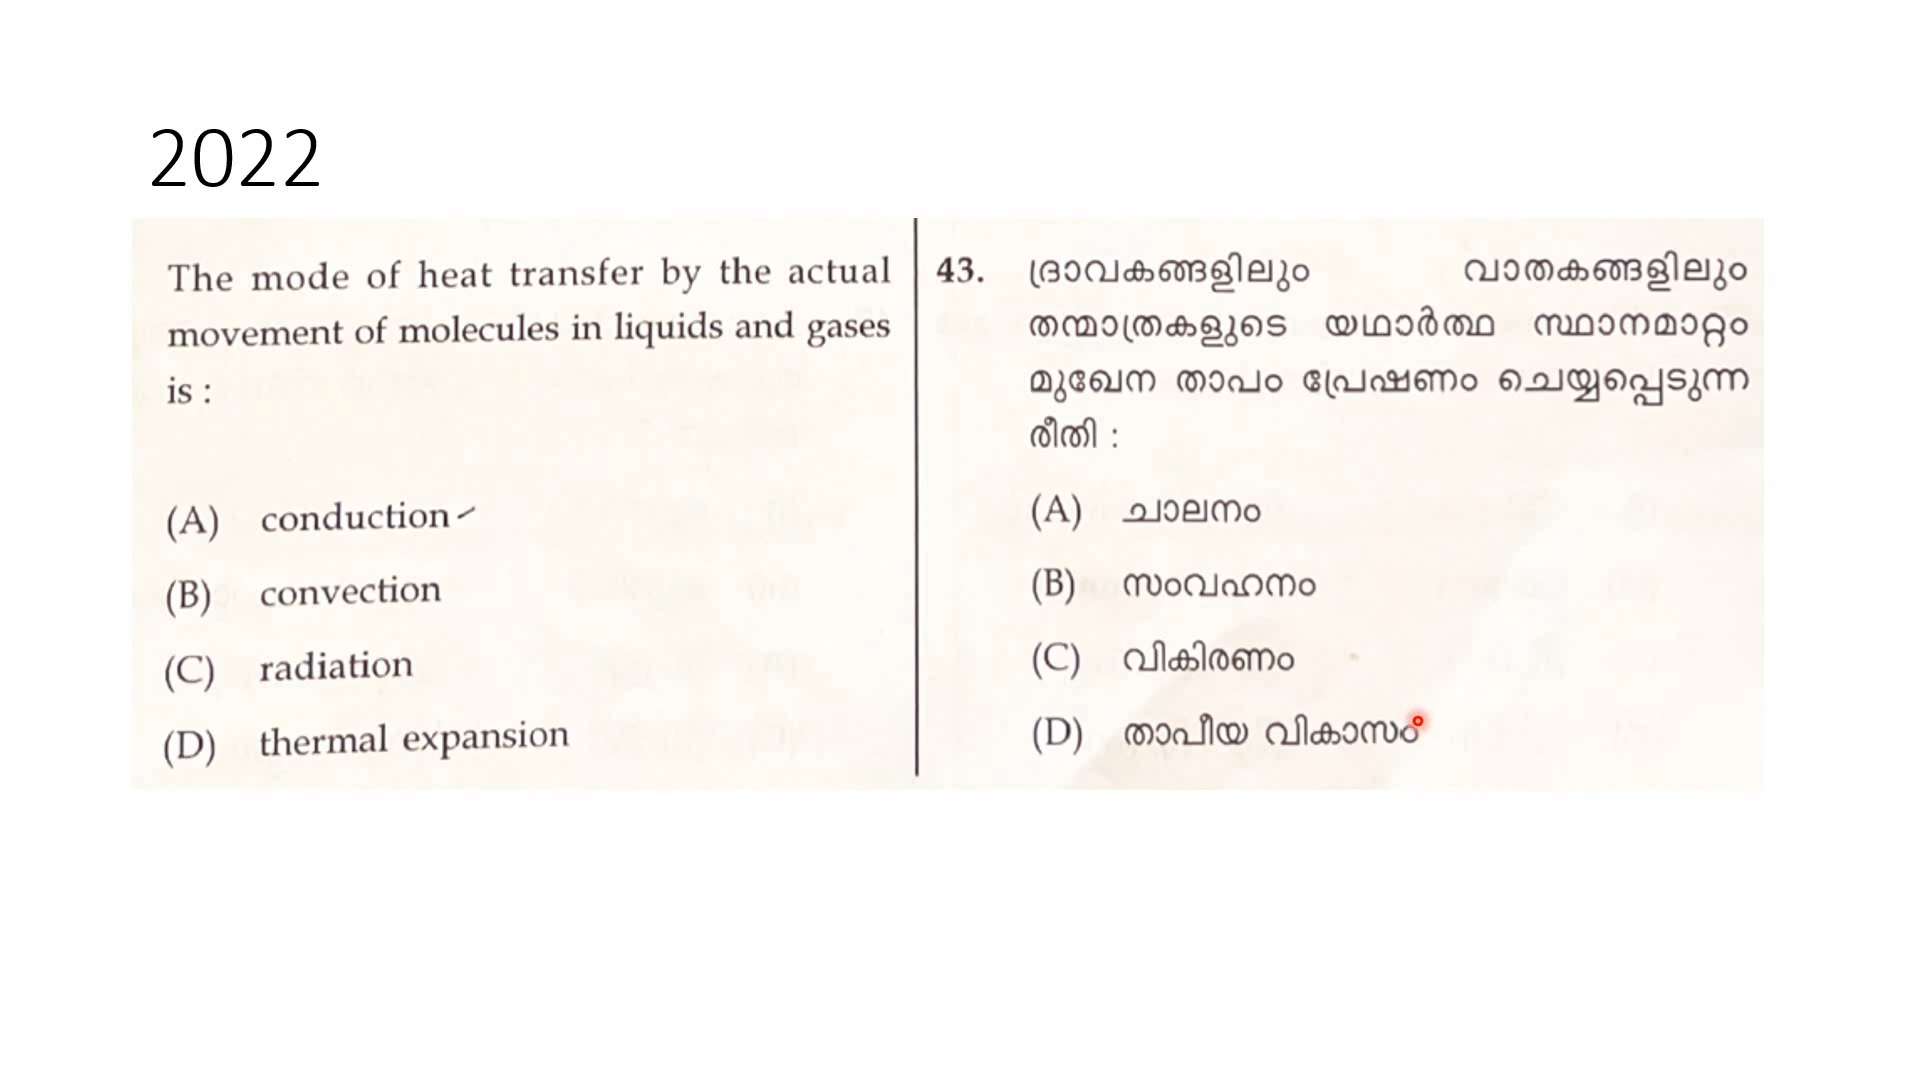 2022
The mode of heat transfer by the actual
movement of molecules in liquids and gases
is :
(A) conduction
(B) convection
(C) radiation
(D) thermal expansion
43. ദ്രാവകങ്ങളിലും വാതകങ്ങളിലും
തന്മാത്രകളുടെ യഥാർത്ഥ സ്ഥാനമാറ്റം
മുഖേന താപം പ്രേഷണം ചെയ്യപ്പെടുന്ന
രീതി :
(A) ചാലനം
(B) സംവഹനം
(C) വികിരണം
(D) താപീയ വികാസം